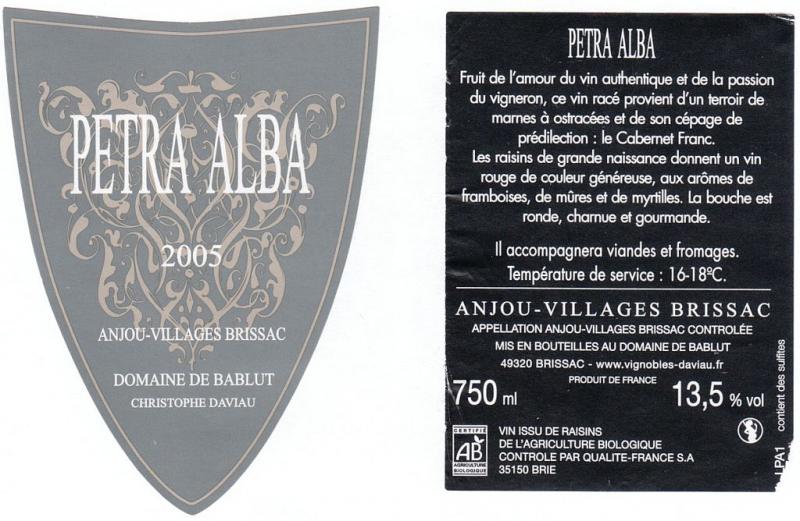 PETRA ALBA
2005
ANJOU-VILLAGES BRISSAC
DOMAINE DE BABLUT
CHRISTOPHE DAVIAU
PETRA ALBA
Fruit de l'amour du vin authentique et de la passion
du vigneron, ce vin racé provient d'un terroir de
marnes à ostracées et de son cépage de
prédilection : le Cabernet Franc.
Les raisins de grande naissance donnent un vin
rouge de couleur généreuse, aux arômes de
framboises, de mûres et de myrtilles. La bouche est
ronde, charnue et gourmande.
Il accompagnera viandes et fromages.
Température de service : 16-18ºC.
ANJOU-VILLAGES BRISSAC
APPELLATION ANJOU-VILLAGES BRISSAC CONTROLÉE
MIS EN BOUTEILLES AU DOMAINE DE BABLUT
49320 BRISSAC - www.vignobles-daviau.fr
PRODUIT DE FRANCE
750 ml
13,5 % vol
contient des sulfites
L PA1
CERTIFIÉ
AB
AGRICULTURE
BIOLOGIQUE
VIN ISSU DE RAISINS
DE L'AGRICULTURE BIOLOGIQUE
CONTROLE PAR QUALITE-FRANCE S.A
35150 BRIE